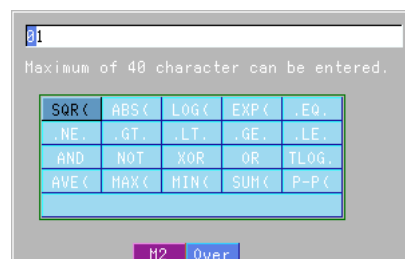 01
Maximum of 40 character can be entered.
SQR( ABS( LOG( EXP( .EQ.
.NE. .GT. .LT. .GE. .LE.
AND NOT XOR OR TLOG.
AVE( MAX( MIN( SUM( P-P(
M2 Over